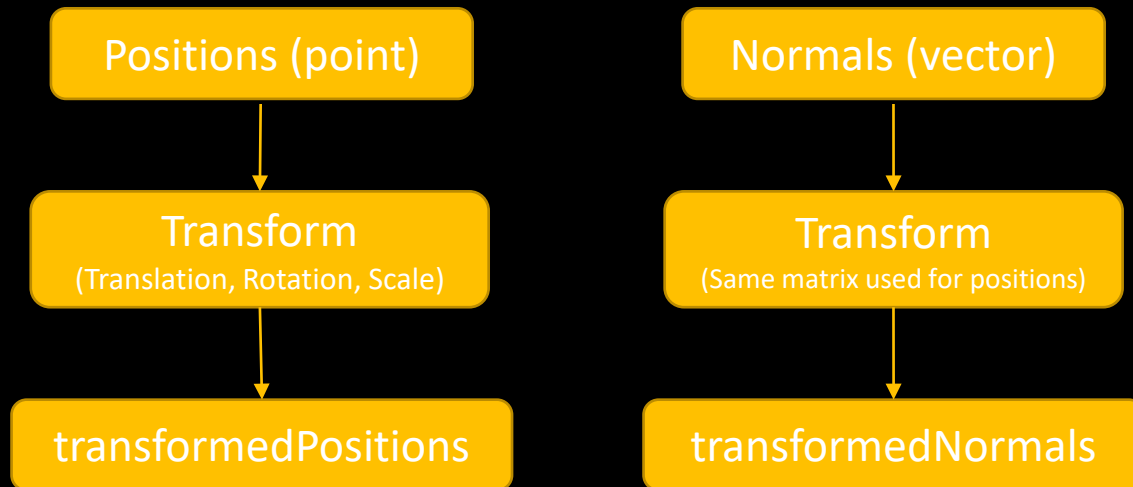 Positions (point)
Transform
(Translation, Rotation, Scale)
transformedPositions
Normals (vector)
Transform
(Same matrix used for positions)
transformedNormals